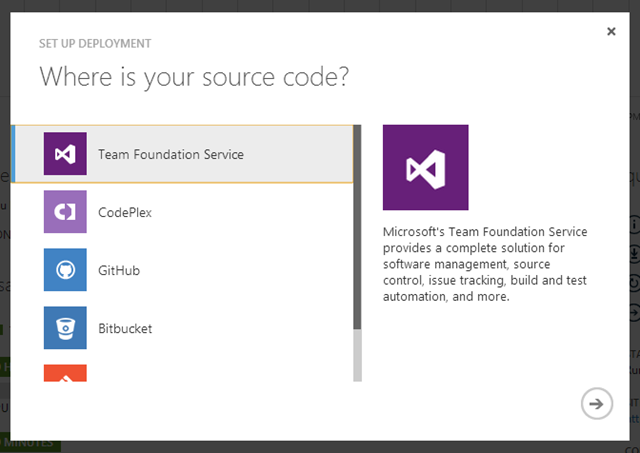 SET UP DEPLOYMENT
Where is your source code?
Team Foundation Service
CodePlex
GitHub
Bitbucket
Microsoft's Team Foundation Service
provides a complete solution for
software management, source
control, issue tracking, build and test
automation, and more.
MINUTES